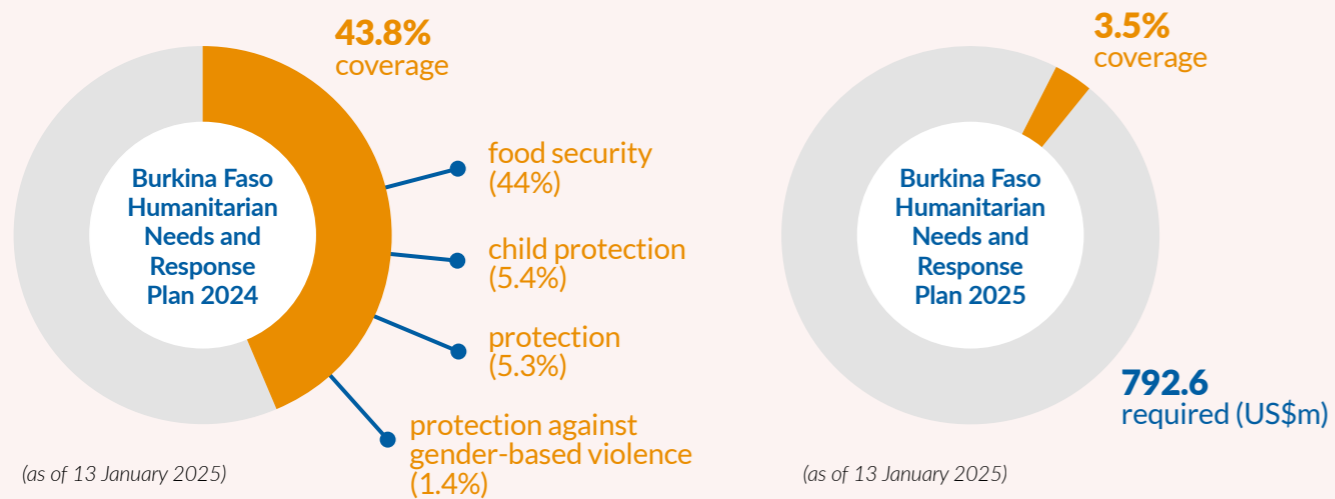 43.8%
coverage
Burkina Faso
Humanitarian
Needs and
Response
Plan 2024
food security
(44%)
child protection
(5.4%)
protection
(5.3%)
protection against
gender-based violence
(1.4%)
(as of 13 January 2025)
3.5%
coverage
Burkina Faso
Humanitarian
Needs and
Response
Plan 2025
792.6
required (US$m)
(as of 13 January 2025)